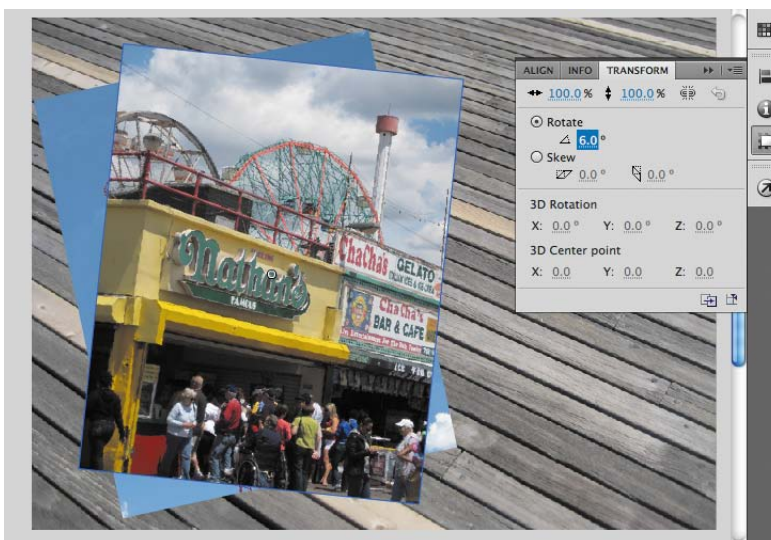 ALIGN INFO TRANSFORM
100.0 % 100.0 %
Rotate
6.0 °
Skew
0.0 ° 0.0 °
3D Rotation
X: 0.0 ° Y: 0.0 ° Z: 0.0 °
3D Center point
X: 0.0 Y: 0.0 Z: 0.0
Nathan's
FAMOUS
ChaCha's GELATO
ChaCha's
BAR & CAFE